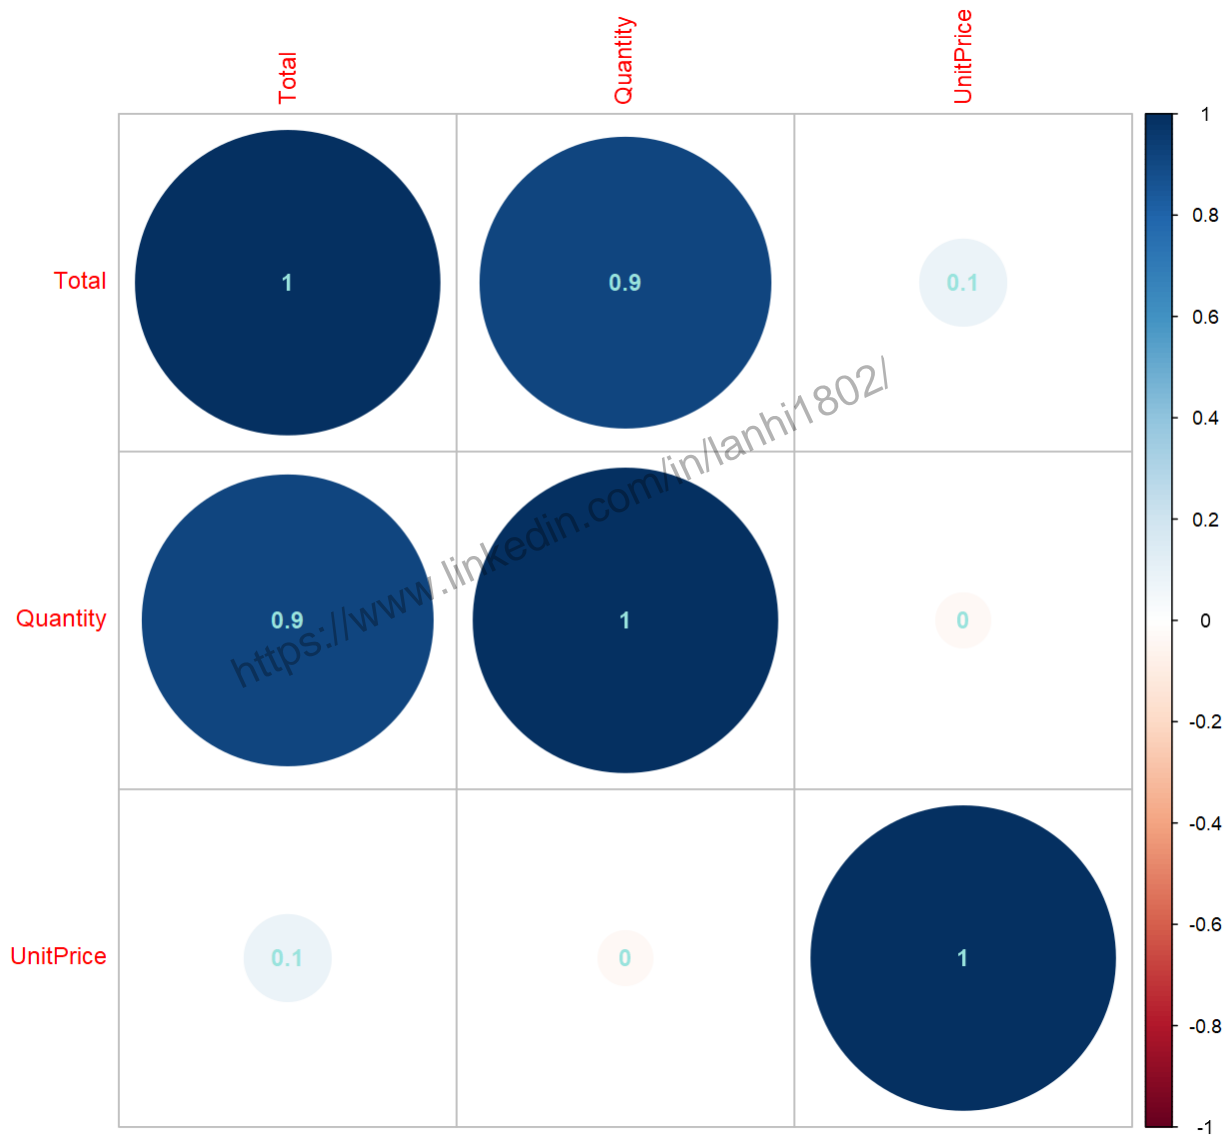 Total Quantity UnitPrice
Total 1 0.9 0.1
Quantity 0.9 1 0
UnitPrice 0.1 0 1
1
0.8
0.6
0.4
0.2
0
-0.2
-0.4
-0.6
-0.8
-1
https://www.linkedin.com/in/lanhi1802/